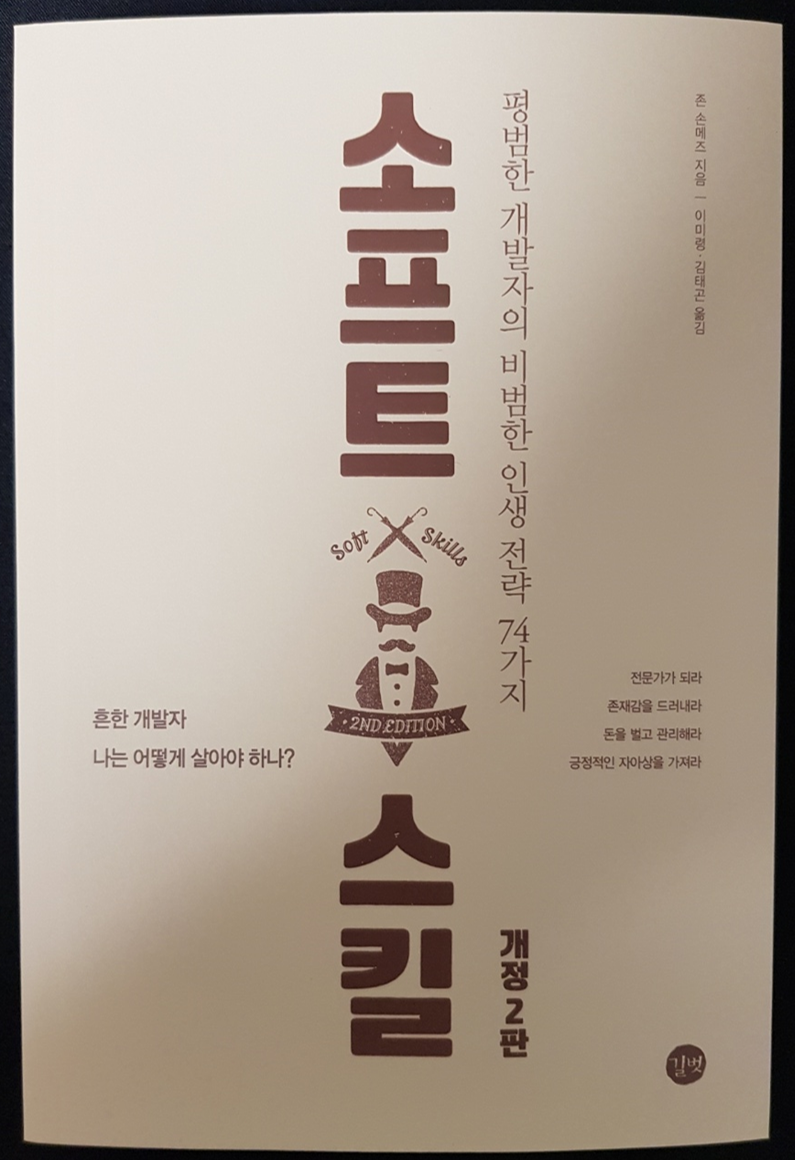 소프트
Soft Skills
2ND EDITION
스킬
평범한 개발자의 비범한 인생 전략 74가지
개정2판
존 손메즈 지음 | 이미령·김태곤 옮김
흔한 개발자
나는 어떻게 살아야 하나?
전문가가 되라
존재감을 드러내라
돈을 벌고 관리해라
긍정적인 자아상을 가져라
길벗